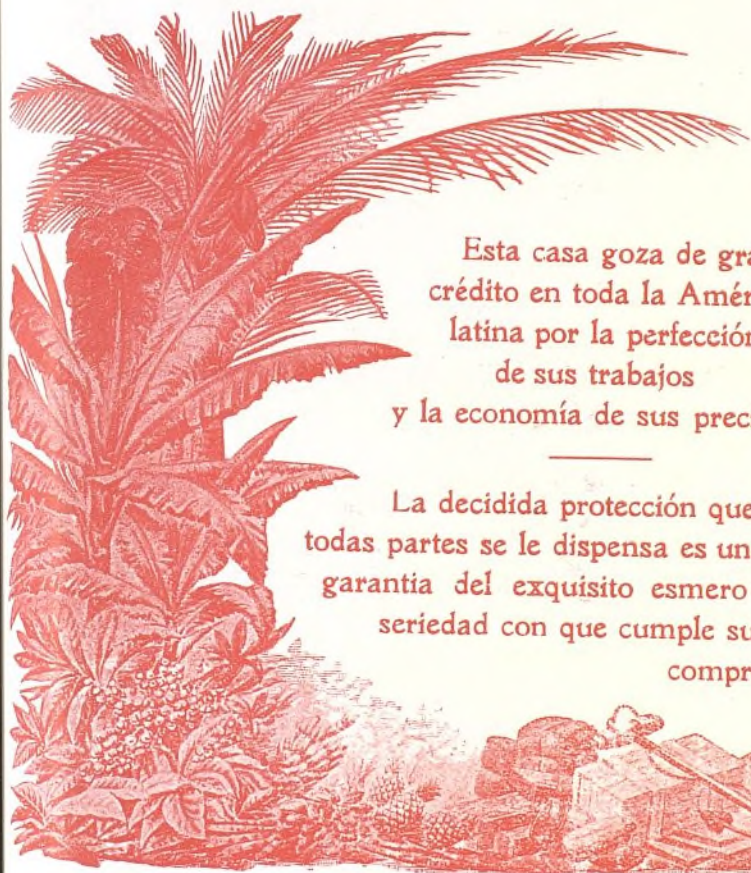 Esta casa goza de gra
crédito en toda la Amér
latina por la perfección
de sus trabajos
y la economía de sus prec
La decidida protección que
todas partes se le dispensa es un
garantia del exquisito esmero
seriedad con que cumple su
compr